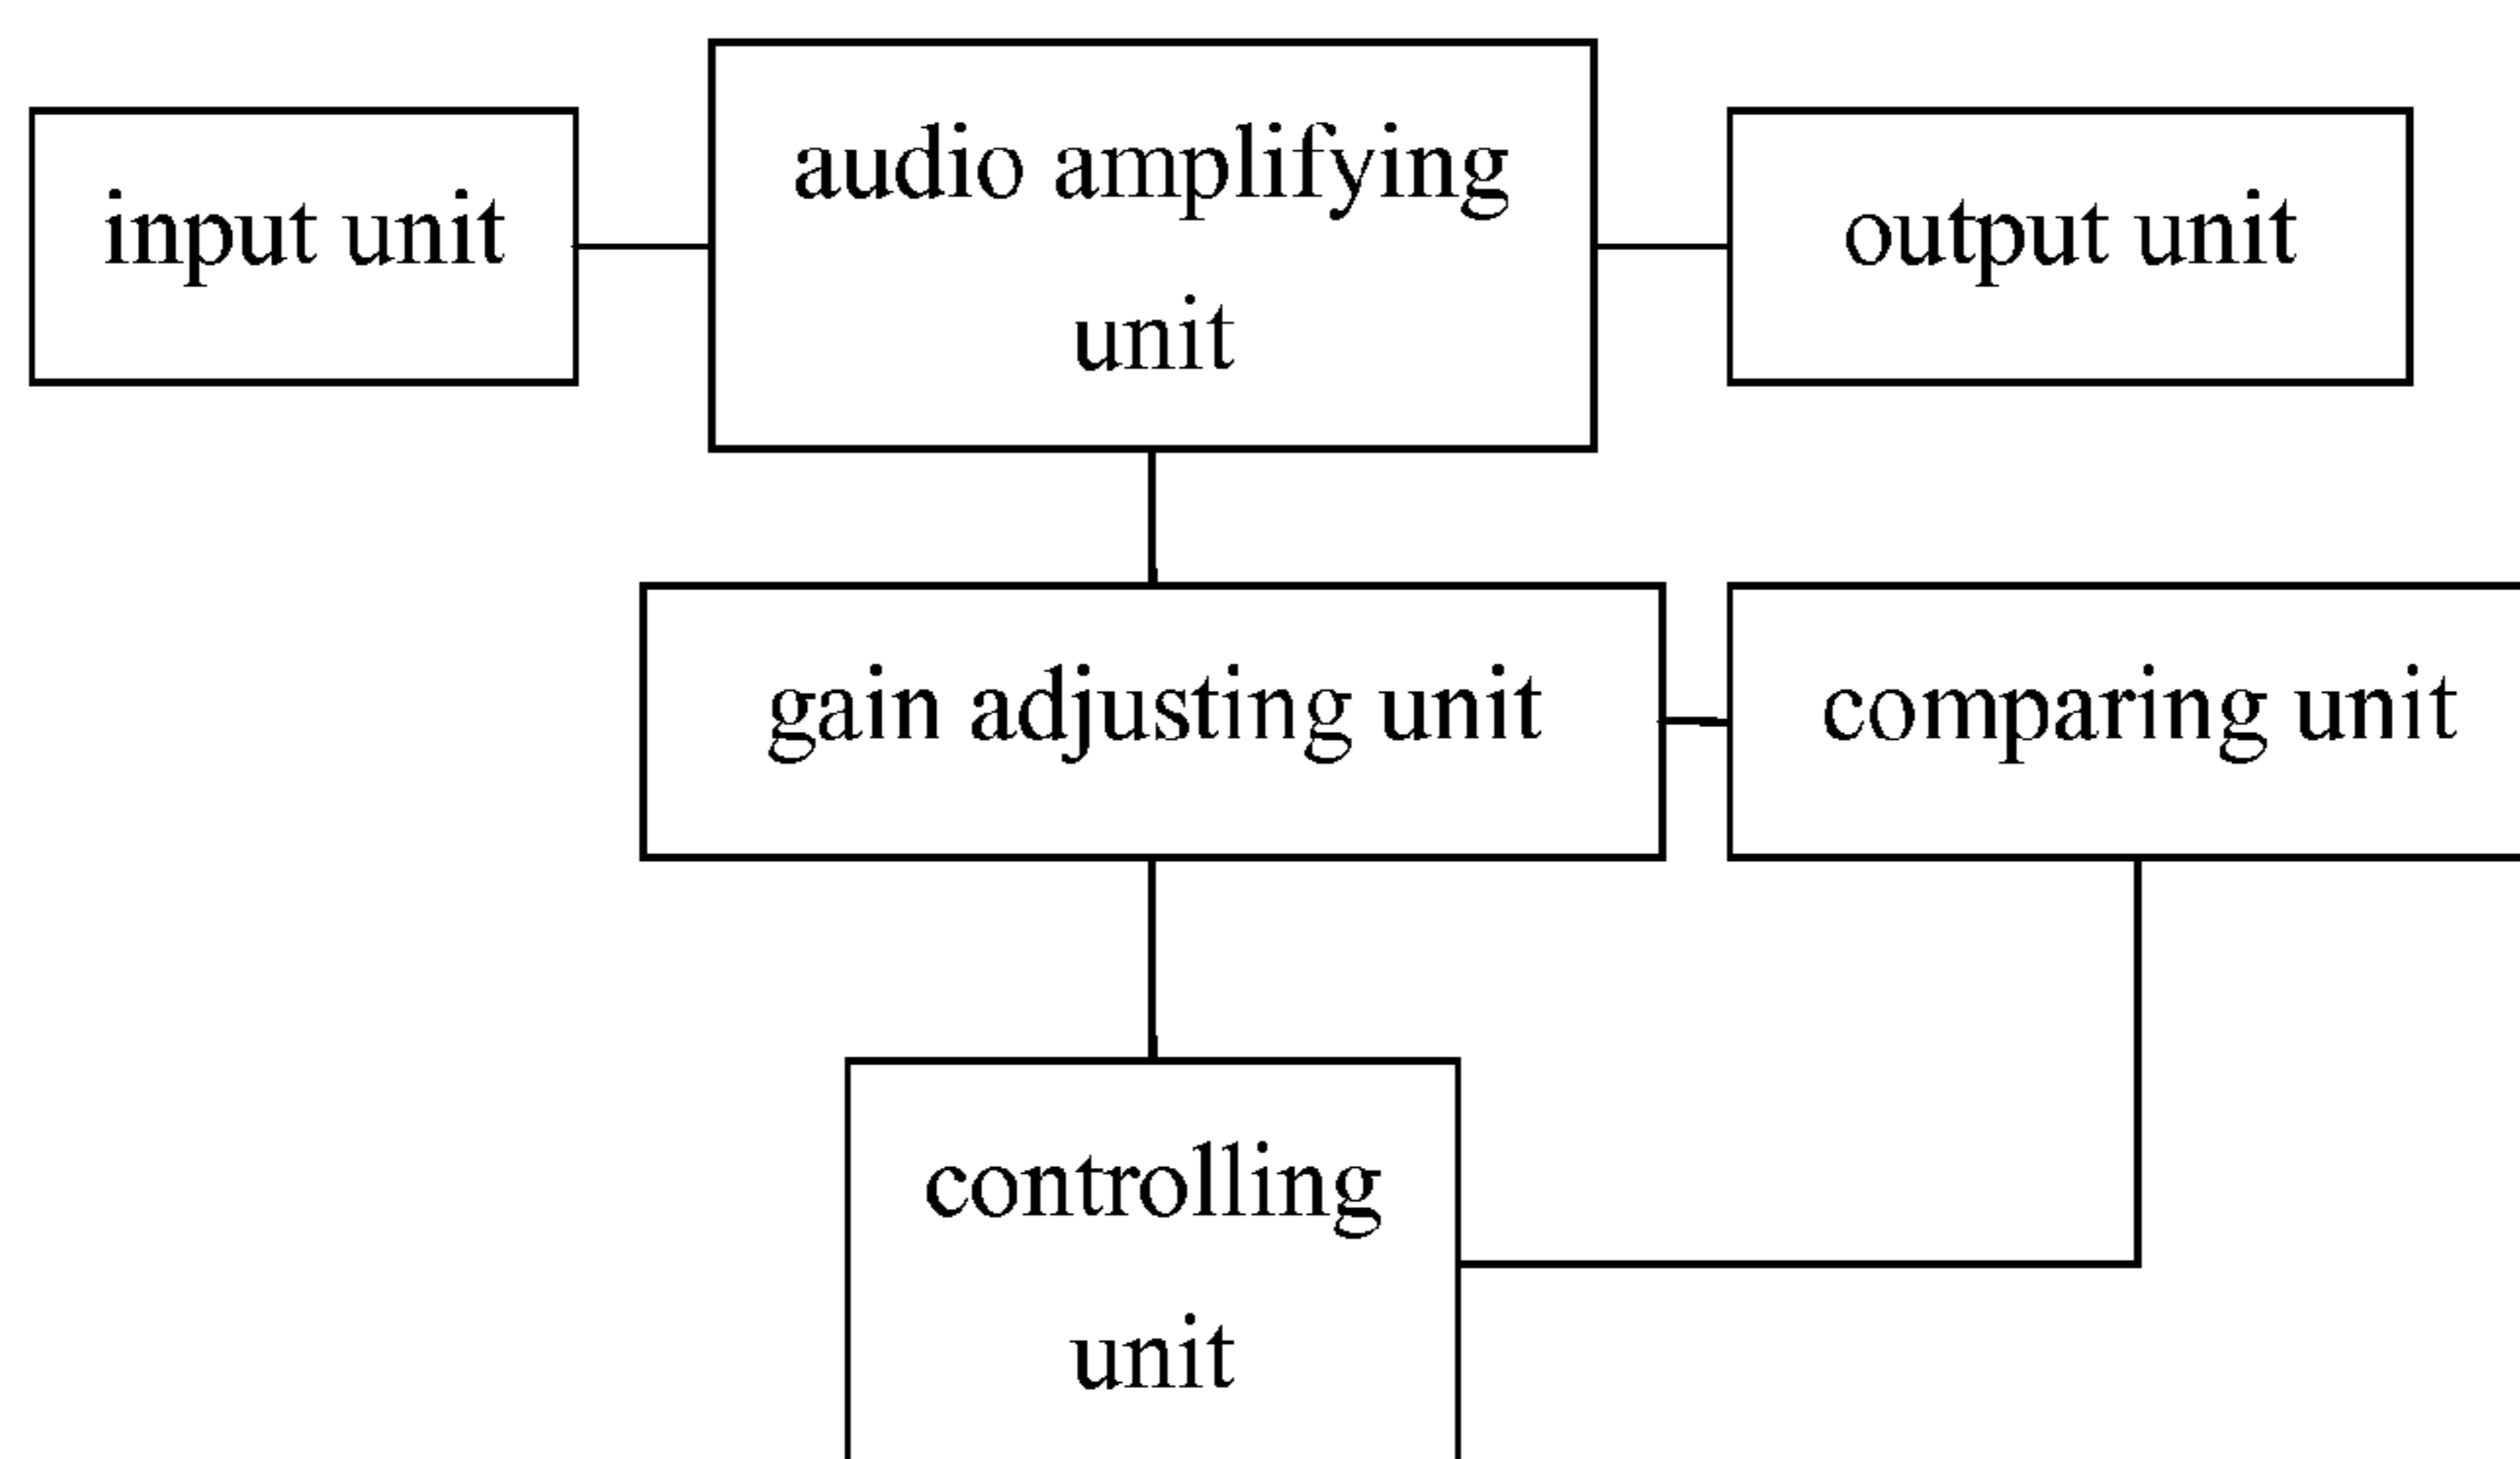 input unit
audio amplifying
unit
output unit
gain adjusting unit
comparing unit
controlling
unit